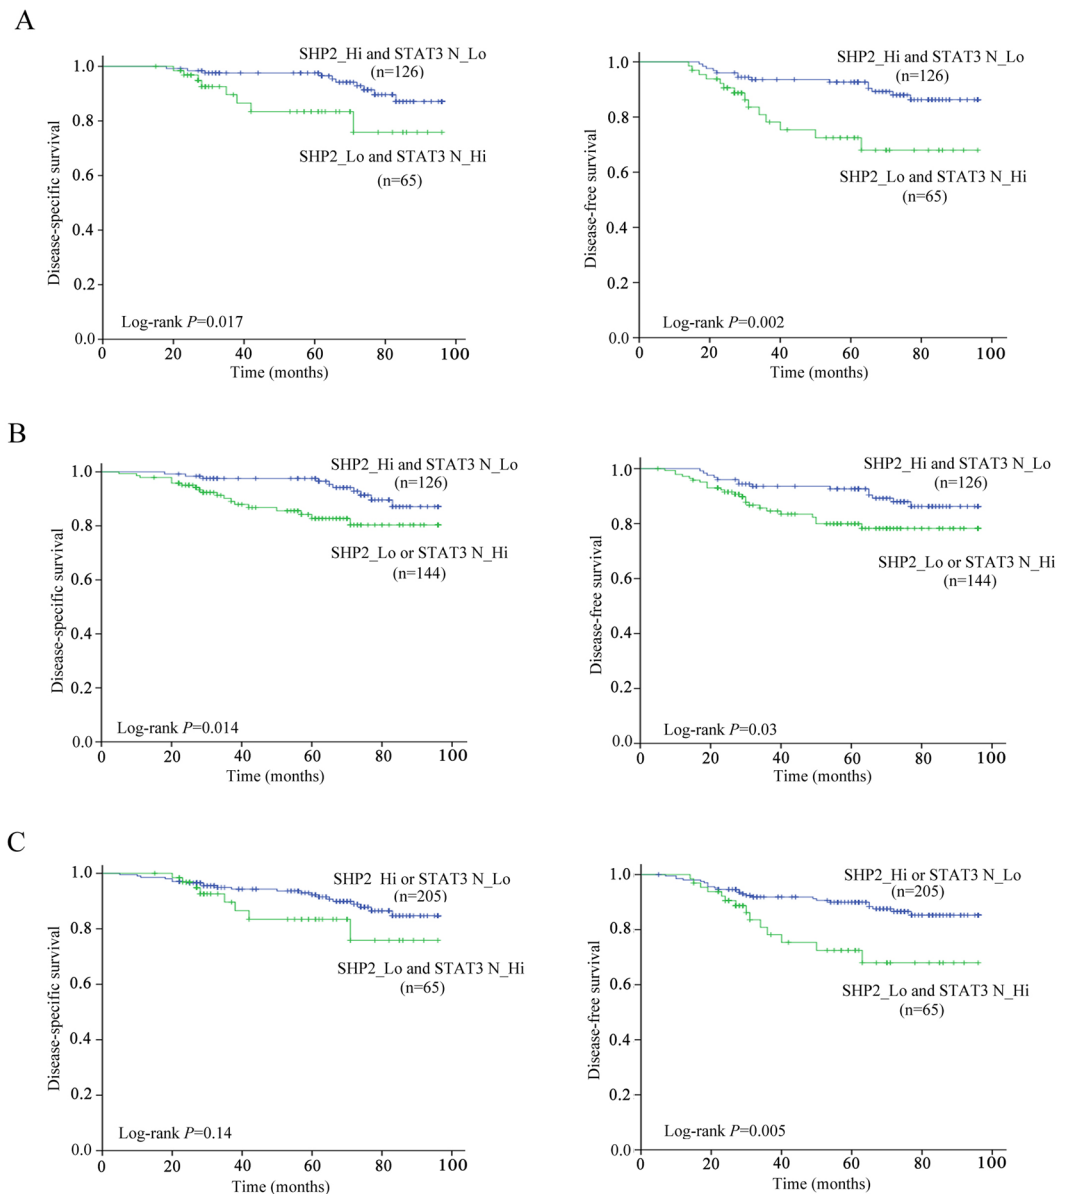 A
SHP2_Hi and STAT3 N_Lo
(n=126)
SHP2_Lo and STAT3 N_Hi
(n=65)
Log-rank P=0.017
Disease-specific survival
1.0
0.8
0.6
0.4
0.2
0.0
0 20 40 60 80 100
Time (months)
SHP2_Hi and STAT3 N_Lo
(n=126)
SHP2_Lo and STAT3 N_Hi
(n=65)
Log-rank P=0.002
Disease-free survival
1.0
0.8
0.6
0.4
0.2
0.0
0 20 40 60 80 100
Time (months)
B
SHP2_Hi and STAT3 N_Lo
(n=126)
SHP2_Lo or STAT3 N_Hi
(n=144)
Log-rank P=0.014
Disease-specific survival
1.0
0.8
0.6
0.4
0.2
0.0
0 20 40 60 80 100
Time (months)
SHP2_Hi and STAT3 N_Lo
(n=126)
SHP2_Lo or STAT3 N_Hi
(n=144)
Log-rank P=0.03
Disease-free survival
1.0
0.8
0.6
0.4
0.2
0.0
0 20 40 60 80 100
Time (months)
C
SHP2 Hi or STAT3 N_Lo
(n=205)
SHP2_Lo and STAT3 N_Hi
(n=65)
Log-rank P=0.14
Disease-specific survival
1.0
0.8
0.6
0.4
0.2
0.0
0 20 40 60 80 100
Time (months)
SHP2_Hi or STAT3 N_Lo
(n=205)
SHP2_Lo and STAT3 N_Hi
(n=65)
Log-rank P=0.005
Disease-free survival
1.0
0.8
0.6
0.4
0.2
0.0
0 20 40 60 80 100
Time (months)